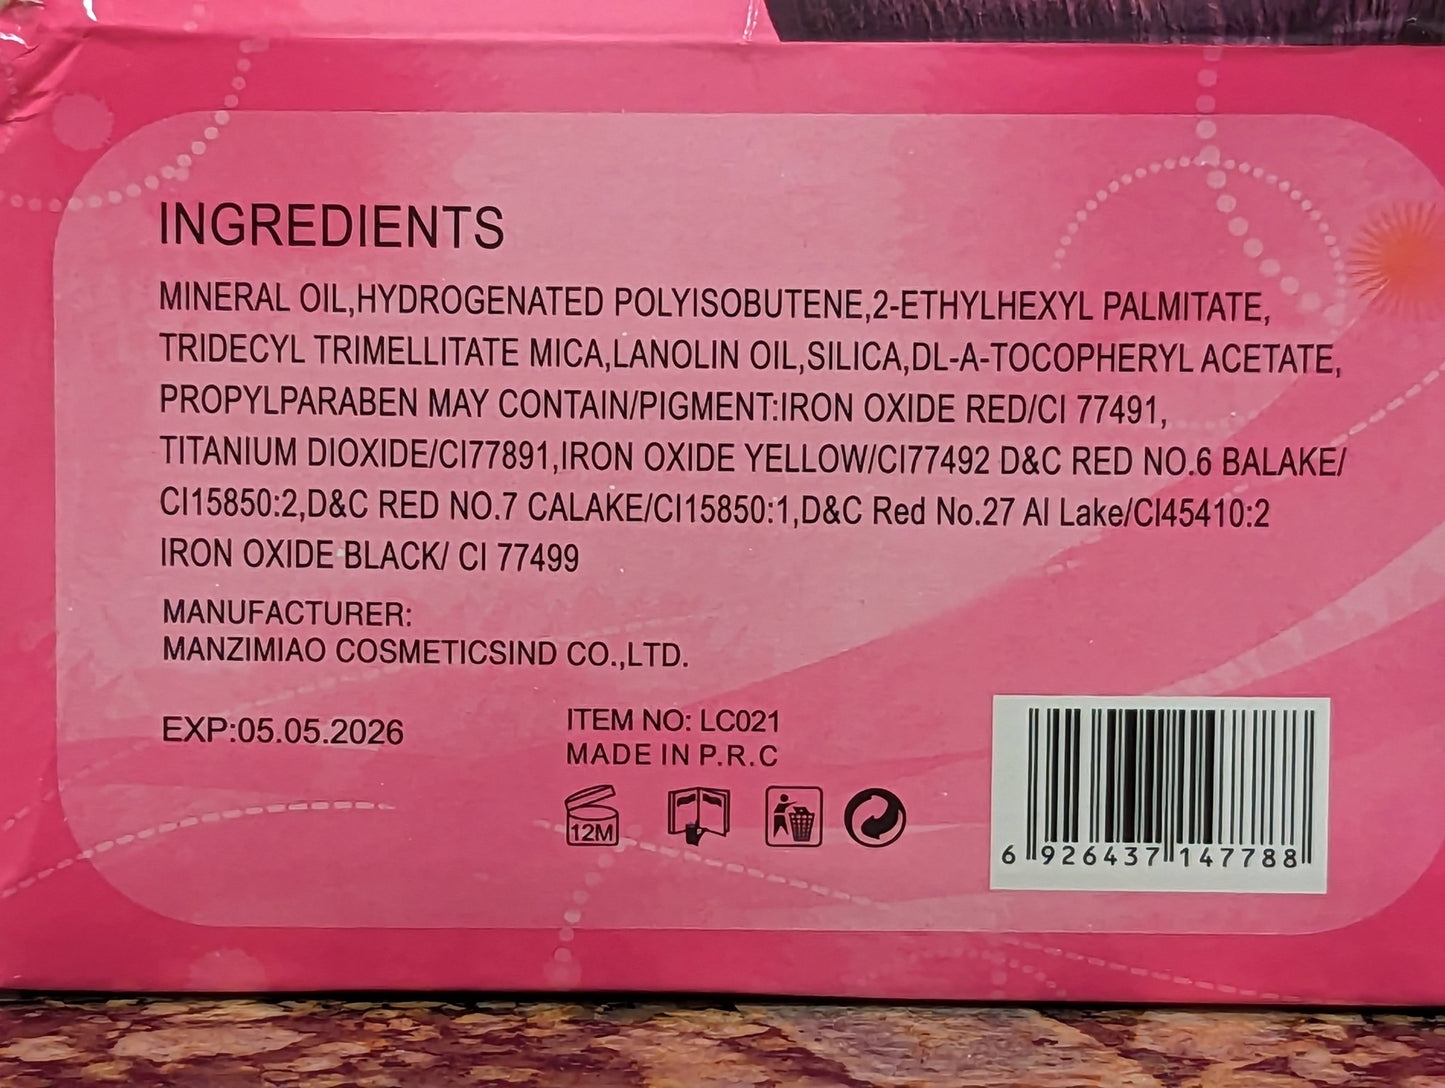 INGREDIENTS
MINERAL OIL,HYDROGENATED POLYISOBUTENE,2-ETHYLHEXYL PALMITATE,
TRIDECYL TRIMELLITATE MICA,LANOLIN OIL,SILICA,DL-A-TOCOPHERYL ACETATE,
PROPYLPARABEN MAY CONTAIN/PIGMENT:IRON OXIDE RED/CI 77491,
TITANIUM DIOXIDE/CI77891,IRON OXIDE YELLOW/CI77492 D&C RED NO.6 BALAKE/
CI15850:2,D&C RED NO.7 CALAKE/CI15850:1,D&C Red No.27 Al Lake/CI45410:2
IRON OXIDE BLACK/ CI 77499
MANUFACTURER:
MANZIMIAO COSMETICSIND CO.,LTD.
EXP:05.05.2026
ITEM NO: LC021
MADE IN P.R.C
12M
6 926437 147788